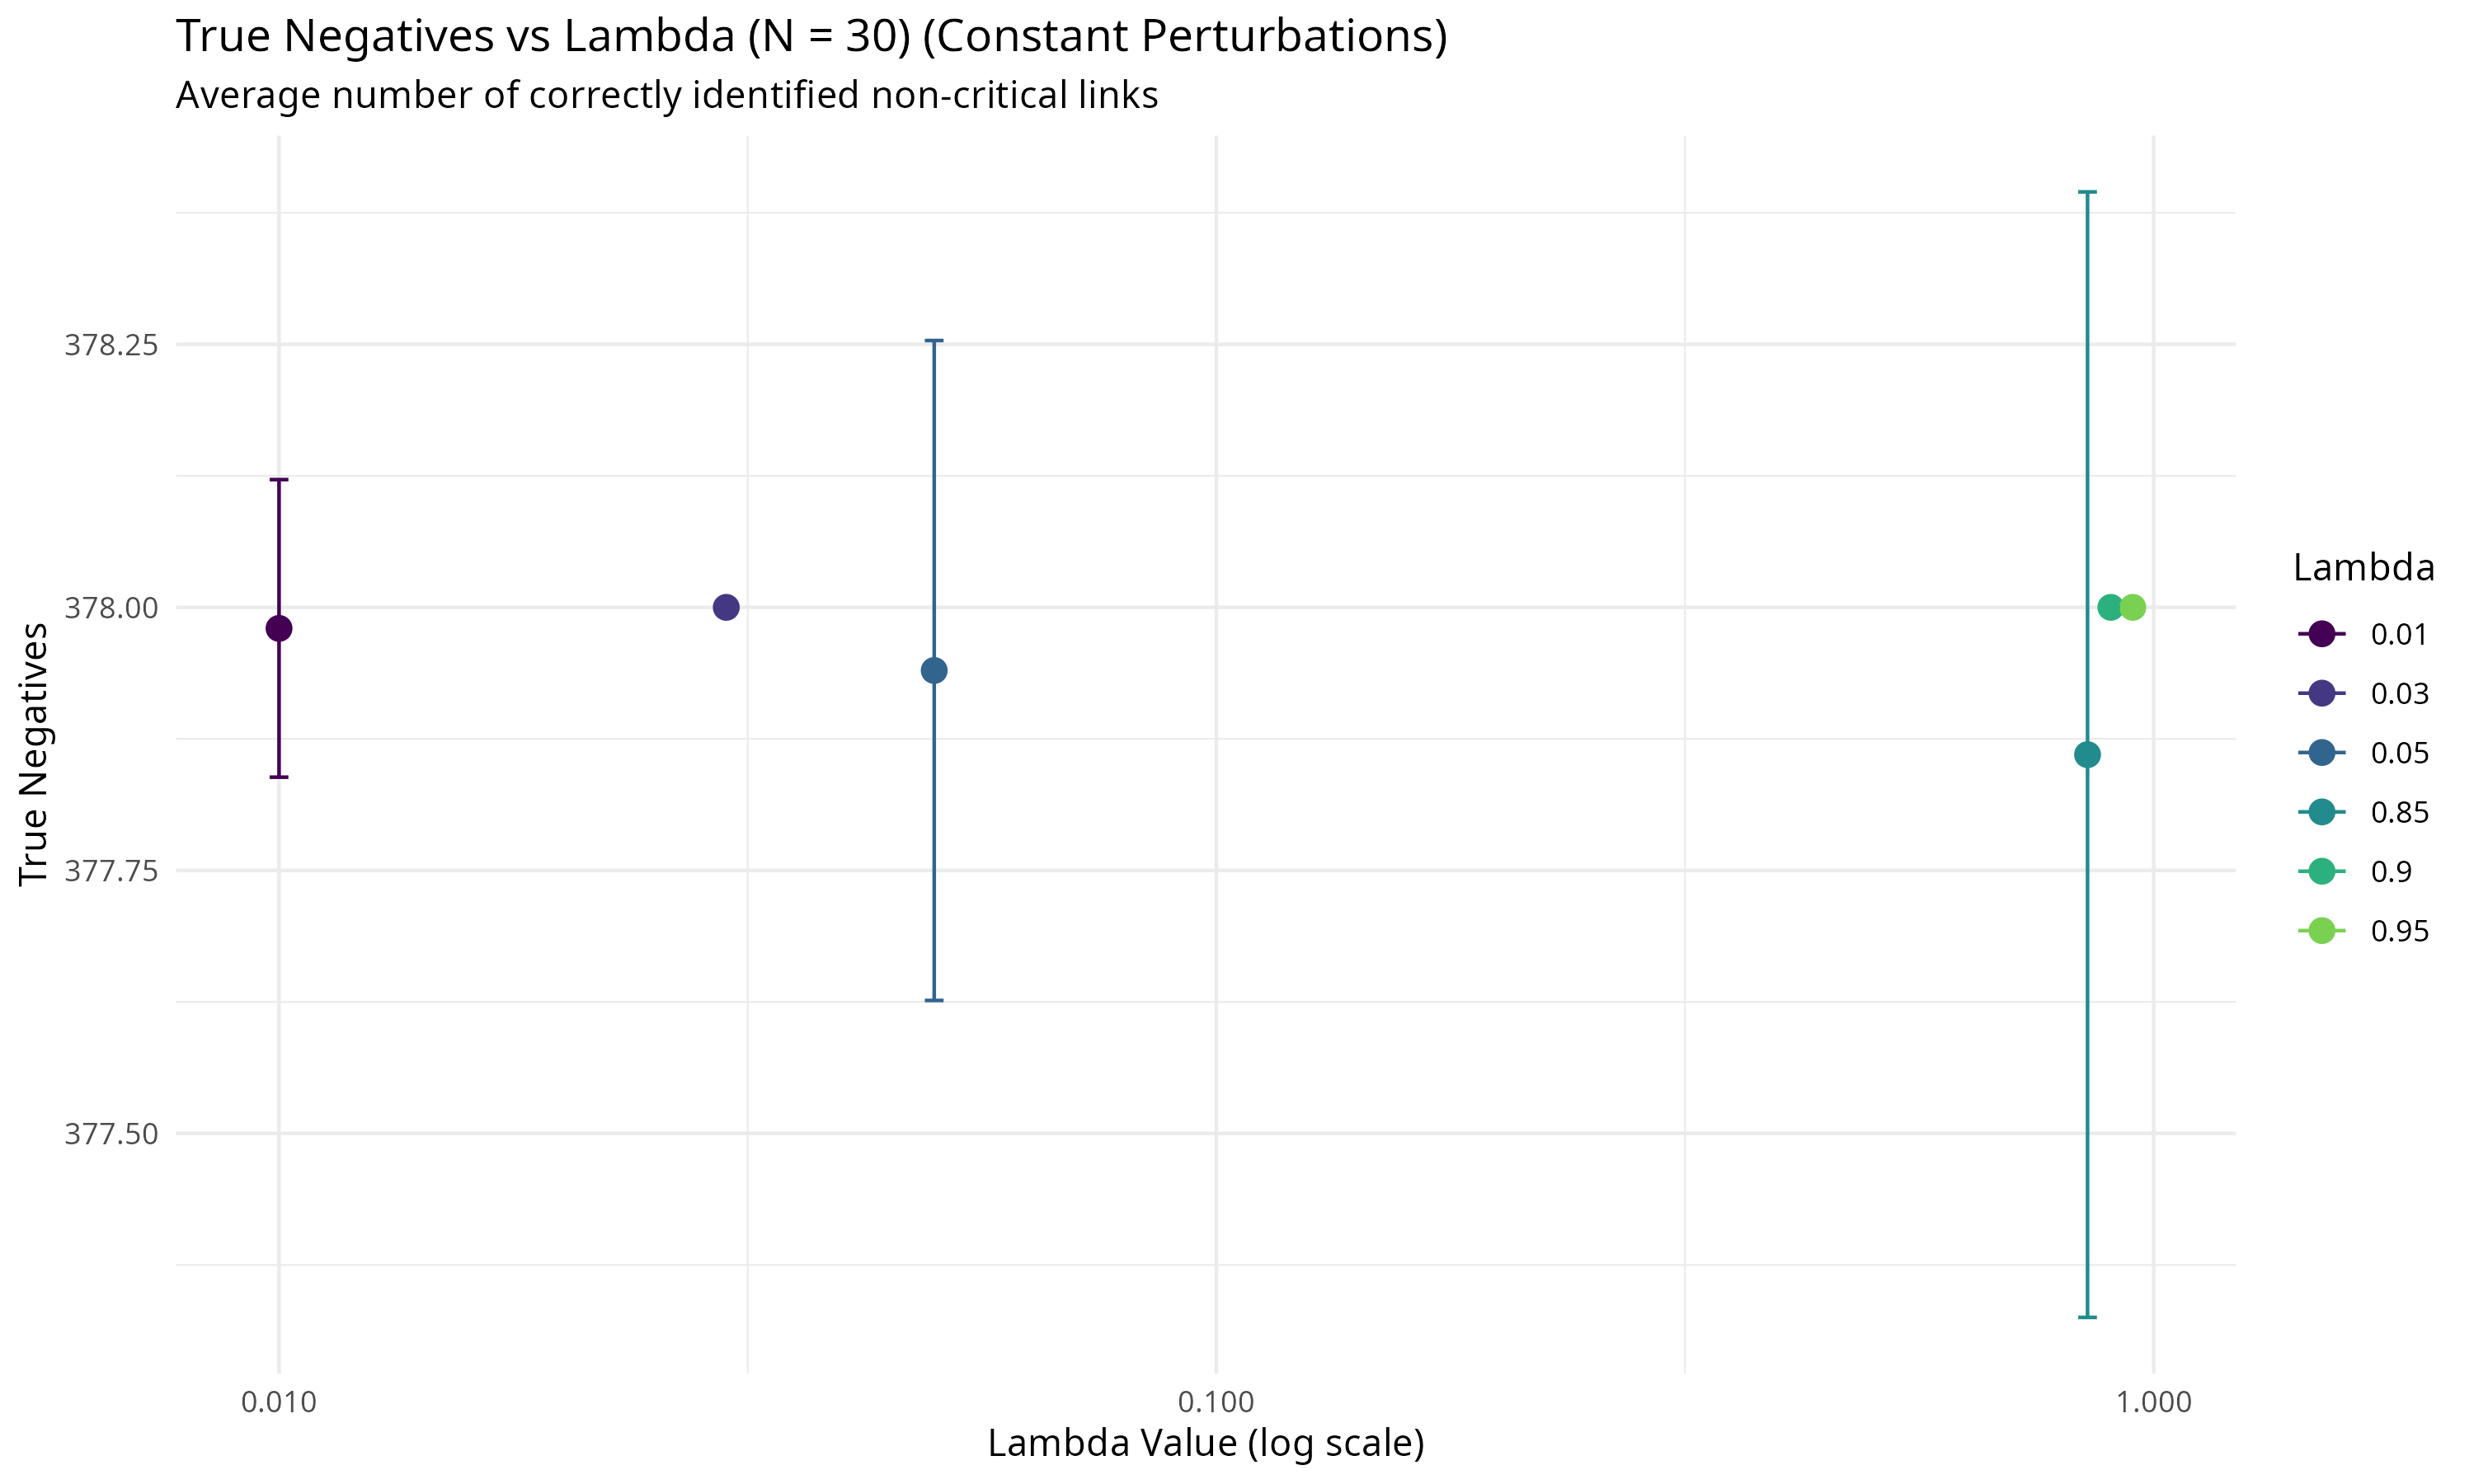 True Negatives vs Lambda (N = 30) (Constant Perturbations)
Average number of correctly identified non-critical links
378.25
378.00
377.75
377.50
True Negatives
0.010
0.100
1.000
Lambda Value (log scale)
Lambda
0.01
0.03
0.05
0.85
0.9
0.95